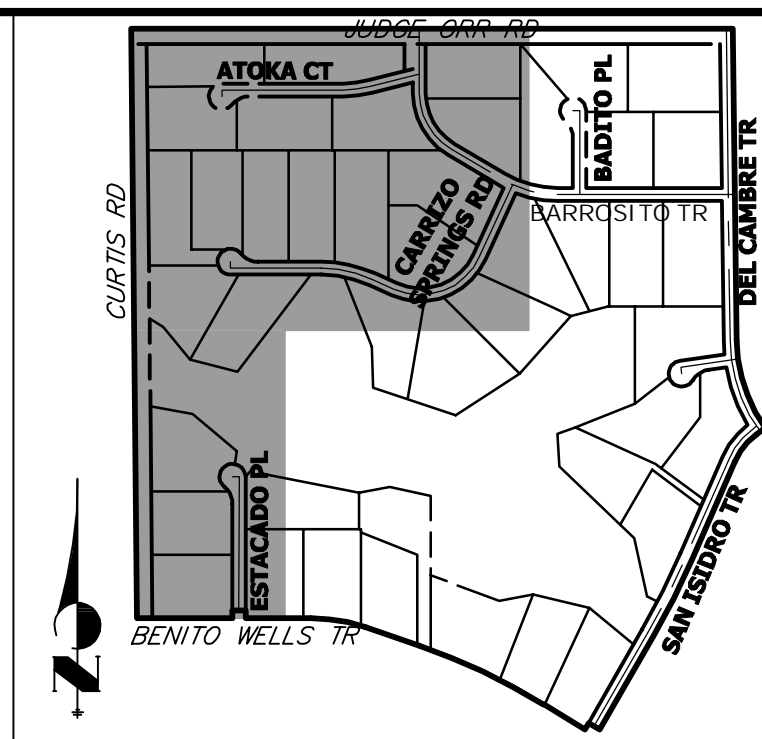 JUDGE ORR RD
ATOKA CT
BADITO PL
CURTIS RD
CARRIZO
SPRINGS RD
BARROSITO TR
DEL CAMBRE TR
ESTACADO PL
SAN ISIDRO TR
BENITO WELLS TR
N